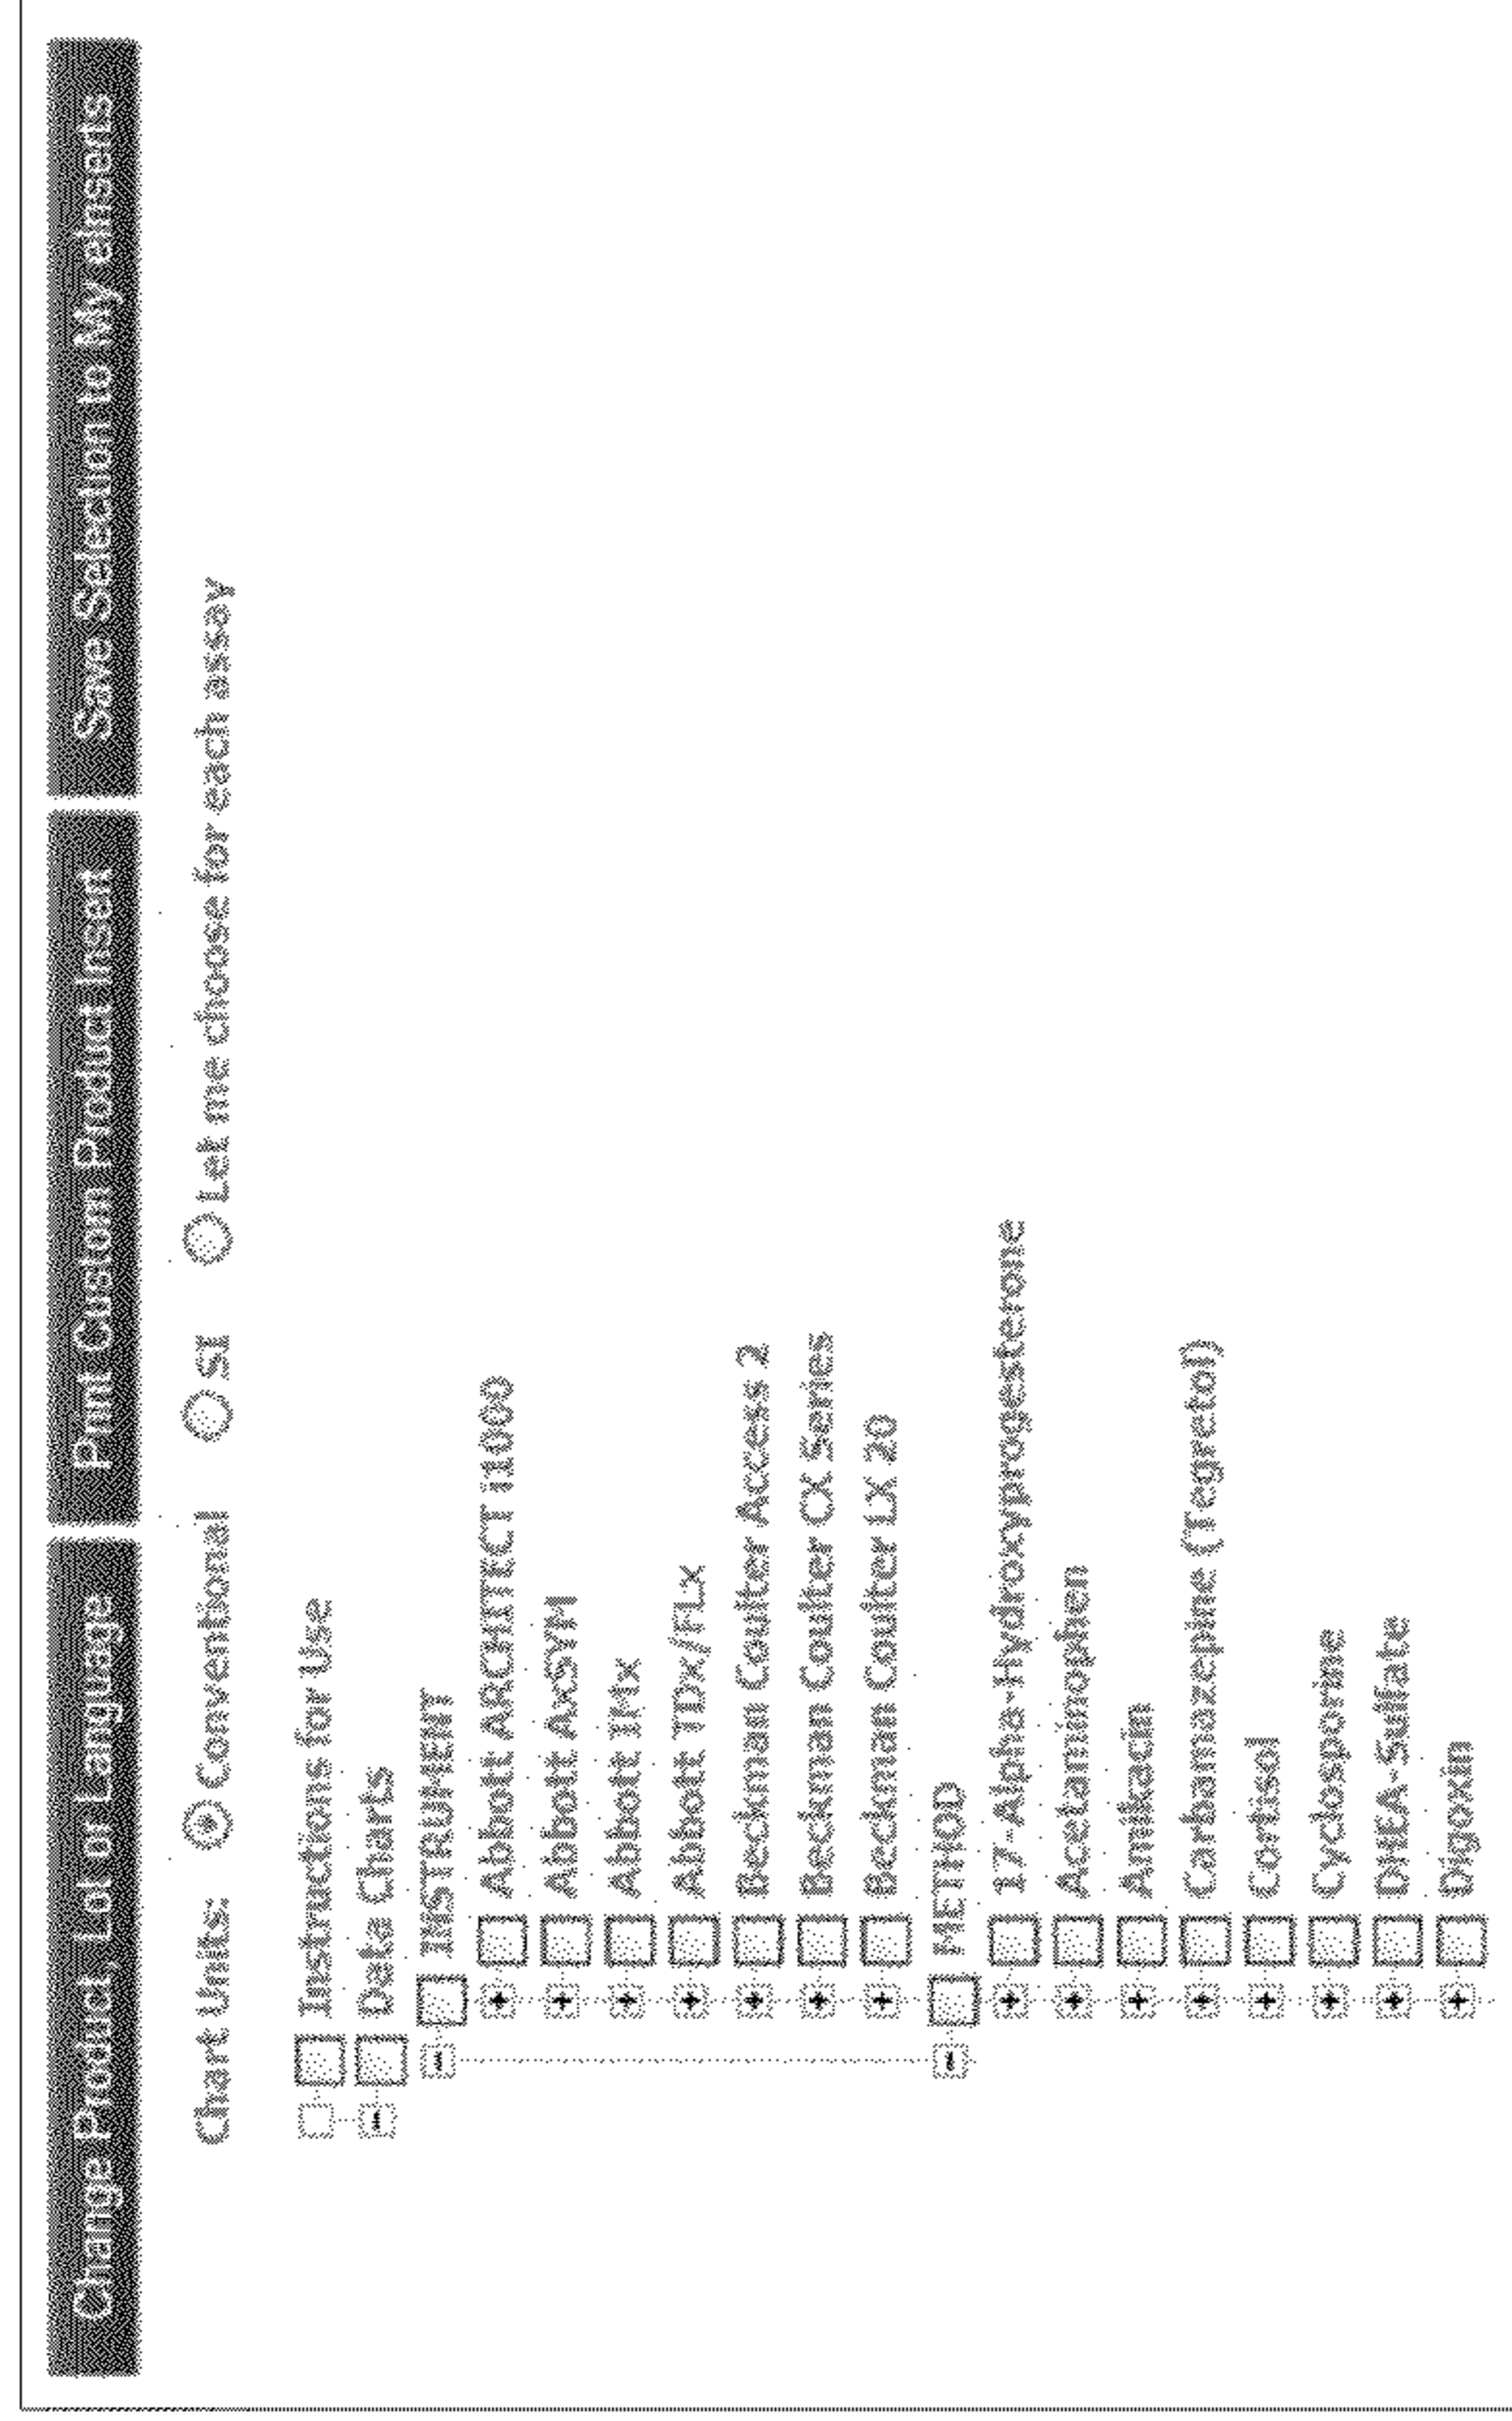 Change Product, Lot or Language Print Custom Product Insert Save Selection to My eInserts
Chart Units: Conventional SI Let me choose for each assay
Instructions for Use
Data Charts
INSTRUMENT
Abbott ARCHITECT i1000
Abbott AxSYM
Abbott IMx
Abbott TDx/FLx
Beckman Coulter Access 2
Beckman Coulter CX Series
Beckman Coulter LX 20
METHOD
17-Alpha-Hydroxyprogesterone
Acetaminophen
Amikacin
Carbamazepine (Tegretol)
Cortisol
Cyclosporine
DHEA-Sulfate
Digoxin